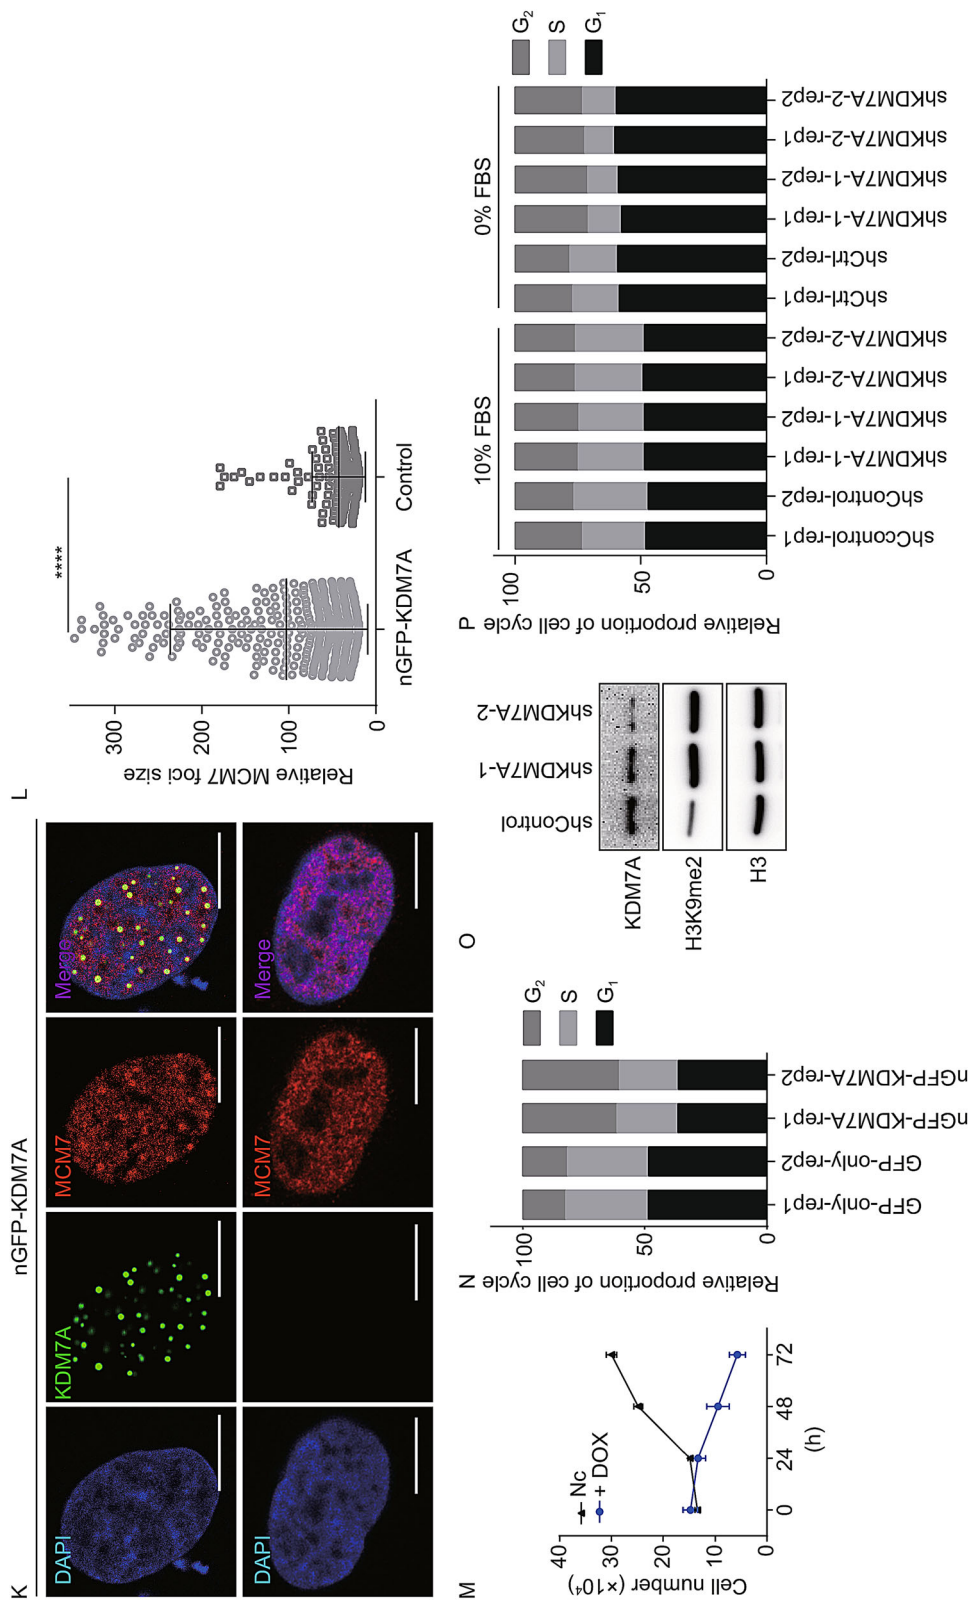 K
nGFP-KDM7A
DAPI
KDM7A
MCM7
Merge
DAPI
MCM7
Merge
L
Relative MCM7 foci size
300
200
100
0
****
nGFP-KDM7A
Control
M
Cell number (×10⁴)
40
30
20
10
0
Nc
+ DOX
0
24
48
72
(h)
N
Relative proportion of cell cycle
100
50
0
GFP-only-rep1
GFP-only-rep2
nGFP-KDM7A-rep1
nGFP-KDM7A-rep2
G₂
S
G₁
O
shControl
shKDM7A-1
shKDM7A-2
KDM7A
H3K9me2
H3
P
Relative proportion of cell cycle
100
50
0
10% FBS
0% FBS
shCcontrol-rep1
shControl-rep2
shKDM7A-1-rep1
shKDM7A-1-rep2
shKDM7A-2-rep1
shKDM7A-2-rep2
shCtrl-rep1
shCtrl-rep2
shKDM7A-1-rep1
shKDM7A-1-rep2
shKDM7A-2-rep1
shKDM7A-2-rep2
G₂
S
G₁